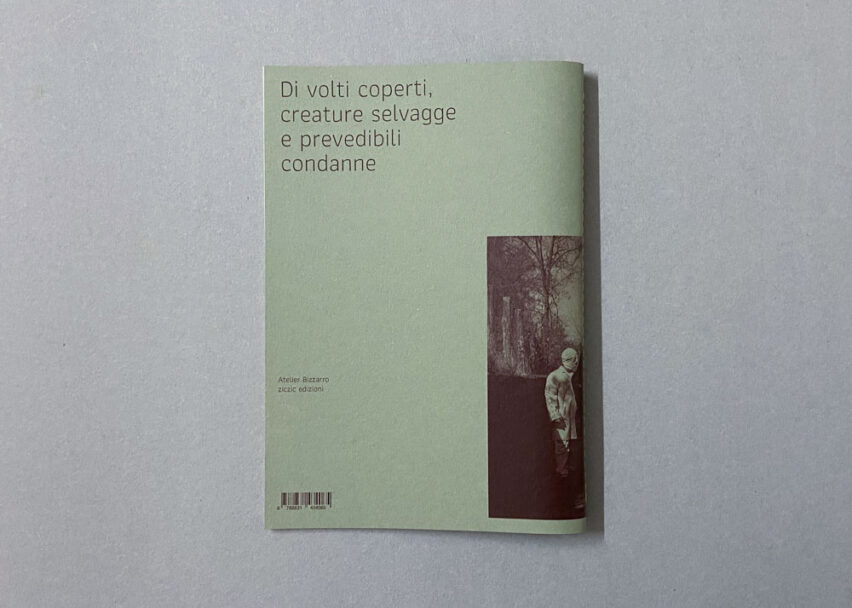 Di volti coperti,
creature selvagge
e prevedibili
condanne
Atelier Bizzarro
ziczic edizioni